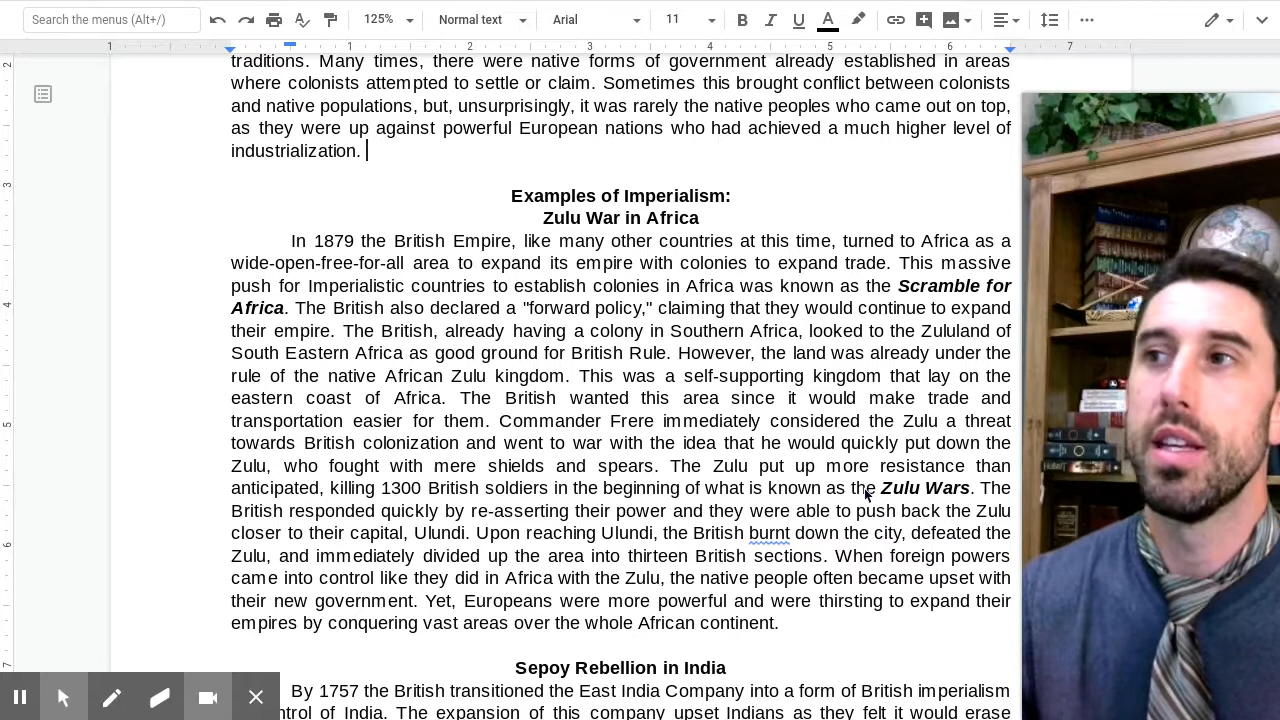 Search the menus (Alt+/)
125%
Normal text
Arial
11
B I U A
1 1 2 3 4 5 6 7
2
3
4
5
6
7
traditions. Many times, there were native forms of government already established in areas
where colonists attempted to settle or claim. Sometimes this brought conflict between colonists
and native populations, but, unsurprisingly, it was rarely the native peoples who came out on top,
as they were up against powerful European nations who had achieved a much higher level of
industrialization.
Examples of Imperialism:
Zulu War in Africa
In 1879 the British Empire, like many other countries at this time, turned to Africa as a
wide-open-free-for-all area to expand its empire with colonies to expand trade. This massive
push for Imperialistic countries to establish colonies in Africa was known as the Scramble for
Africa. The British also declared a "forward policy," claiming that they would continue to expand
their empire. The British, already having a colony in Southern Africa, looked to the Zululand of
South Eastern Africa as good ground for British Rule. However, the land was already under the
rule of the native African Zulu kingdom. This was a self-supporting kingdom that lay on the
eastern coast of Africa. The British wanted this area since it would make trade and
transportation easier for them. Commander Frere immediately considered the Zulu a threat
towards British colonization and went to war with the idea that he would quickly put down the
Zulu, who fought with mere shields and spears. The Zulu put up more resistance than
anticipated, killing 1300 British soldiers in the beginning of what is known as the Zulu Wars. The
British responded quickly by re-asserting their power and they were able to push back the Zulu
closer to their capital, Ulundi. Upon reaching Ulundi, the British burnt down the city, defeated the
Zulu, and immediately divided up the area into thirteen British sections. When foreign powers
came into control like they did in Africa with the Zulu, the native people often became upset with
their new government. Yet, Europeans were more powerful and were thirsting to expand their
empires by conquering vast areas over the whole African continent.
Sepoy Rebellion in India
By 1757 the British transitioned the East India Company into a form of British imperialism
of India. The expansion of this company upset Indians as they felt it would erase